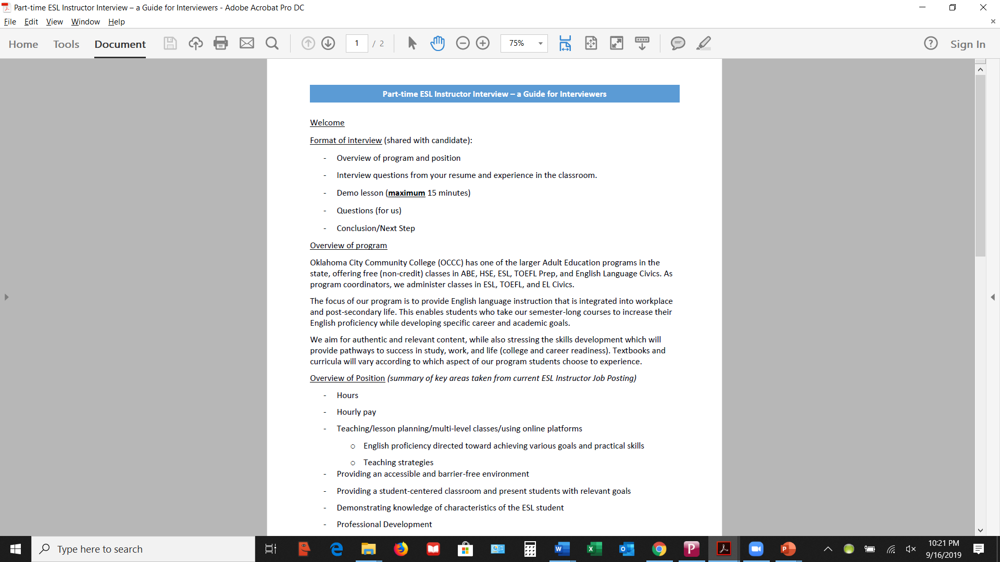 Part-time ESL Instructor Interview – a Guide for Interviewers - Adobe Acrobat Pro DC
File Edit View Window Help
Home Tools Document 1 / 2 75% Sign In
Part-time ESL Instructor Interview – a Guide for Interviewers
Welcome
Format of interview (shared with candidate):
- Overview of program and position
- Interview questions from your resume and experience in the classroom.
- Demo lesson (maximum 15 minutes)
- Questions (for us)
- Conclusion/Next Step
Overview of program
Oklahoma City Community College (OCCC) has one of the larger Adult Education programs in the
state, offering free (non-credit) classes in ABE, HSE, ESL, TOEFL Prep, and English Language Civics. As
program coordinators, we administer classes in ESL, TOEFL, and EL Civics.
The focus of our program is to provide English language instruction that is integrated into workplace
and post-secondary life. This enables students who take our semester-long courses to increase their
English proficiency while developing specific career and academic goals.
We aim for authentic and relevant content, while also stressing the skills development which will
provide pathways to success in study, work, and life (college and career readiness). Textbooks and
curricula will vary according to which aspect of our program students choose to experience.
Overview of Position (summary of key areas taken from current ESL Instructor Job Posting)
- Hours
- Hourly pay
- Teaching/lesson planning/multi-level classes/using online platforms
o English proficiency directed toward achieving various goals and practical skills
o Teaching strategies
- Providing an accessible and barrier-free environment
- Providing a student-centered classroom and present students with relevant goals
- Demonstrating knowledge of characteristics of the ESL student
- Professional Development
Type here to search
10:21 PM
9/16/2019